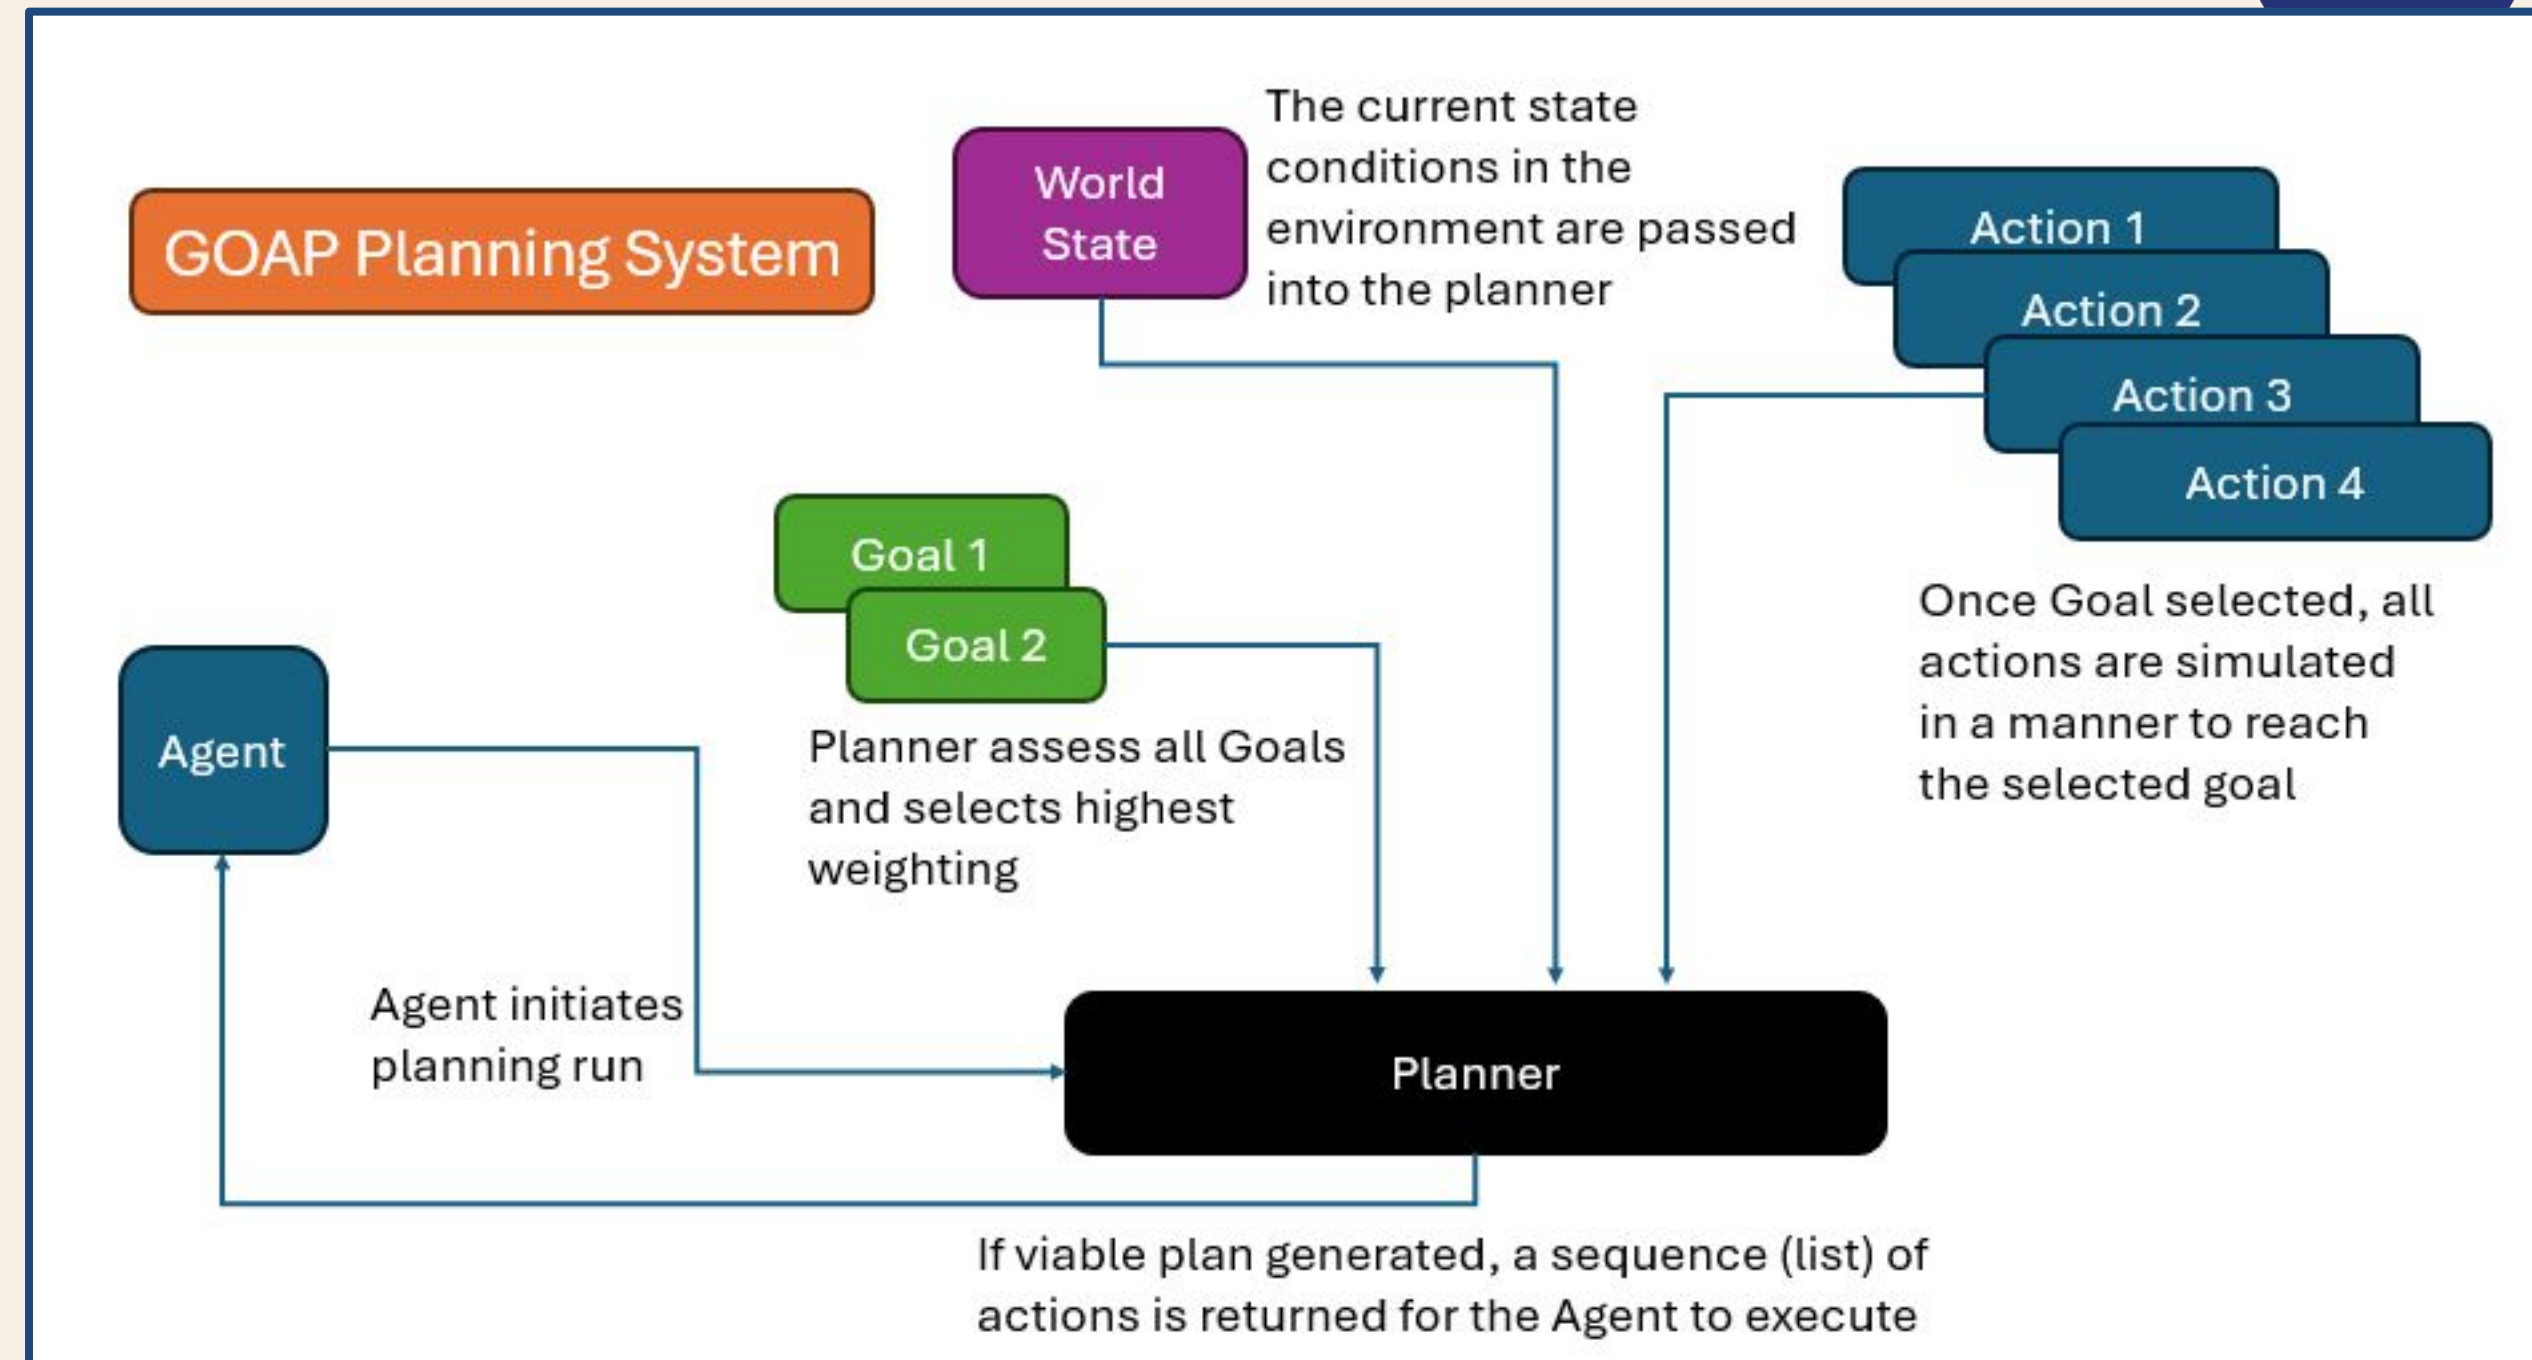 GOAP Planning System
World
State
The current state
conditions in the
environment are passed
into the planner
Action 1
Action 2
Action 3
Action 4
Once Goal selected, all
actions are simulated
in a manner to reach
the selected goal
Goal 1
Goal 2
Planner assess all Goals
and selects highest
weighting
Agent
Agent initiates
planning run
Planner
If viable plan generated, a sequence (list) of
actions is returned for the Agent to execute